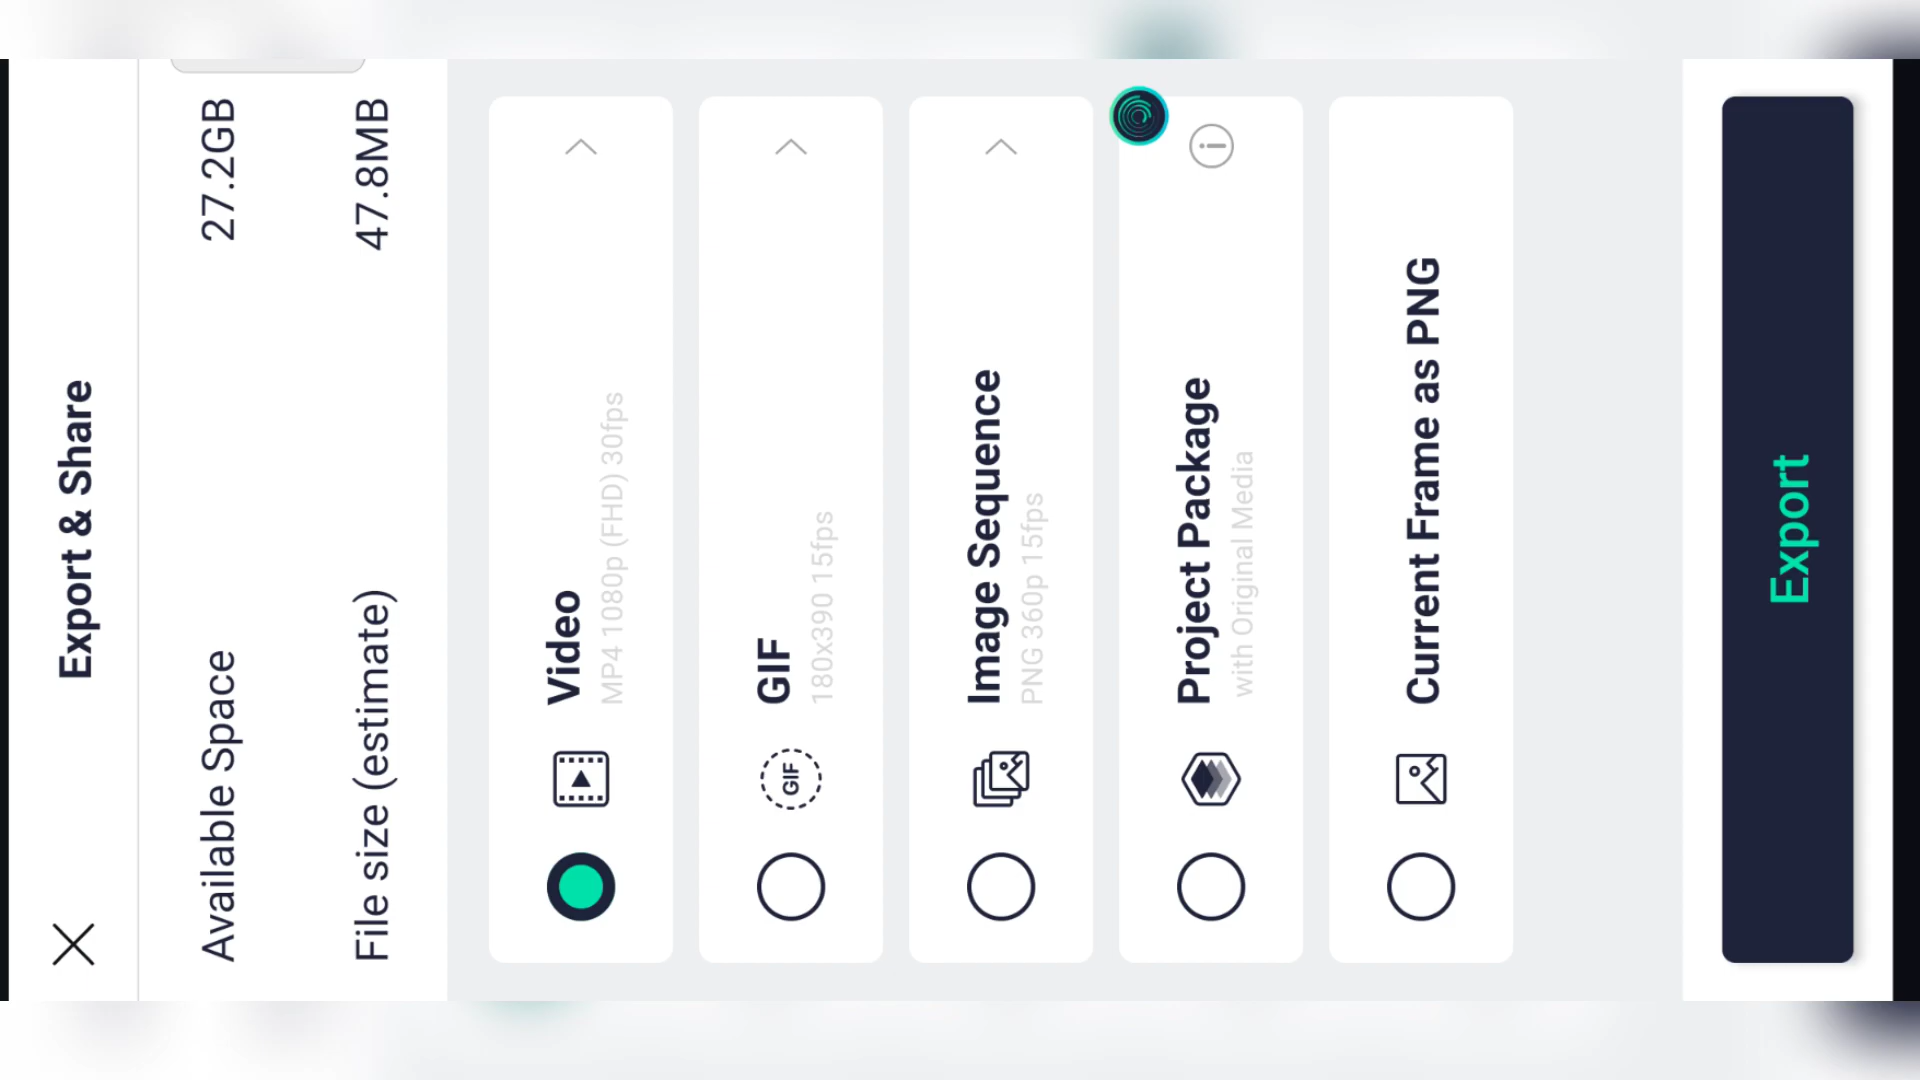 Export & Share
Available Space 27.2GB
File size (estimate) 47.8MB
Video
MP4 1080p (FHD) 30fps
GIF
GIF
180x390 15fps
Image Sequence
PNG 360p 15fps
Project Package
with Original Media
Current Frame as PNG
Export